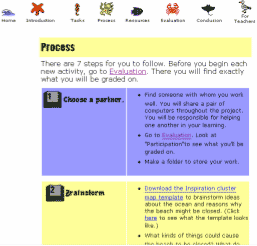 Home Introduction Tasks Process Resources Evaluation Conclusion For Teachers
Process
There are 7 steps for you to follow. Before you begin each
new activity, go to Evaluation. There you will find exactly
what you will be graded on.
1 Choose a partner.
Find someone with whom you work
well. You will share a pair of
computers throughout the project.
You will be responsible for helping
one another in your learning.
Go to Evaluation. Look at
"Participation"to see what you'll be
graded on.
Make a folder to store your work.
2 Brainstorm
Download the Inspiration cluster
map template to brainstorm ideas
about the ocean and reasons why
the beach might be closed. (Click
here to see what the template looks
like.)
What kinds of things could cause
the beach to be closed? What do